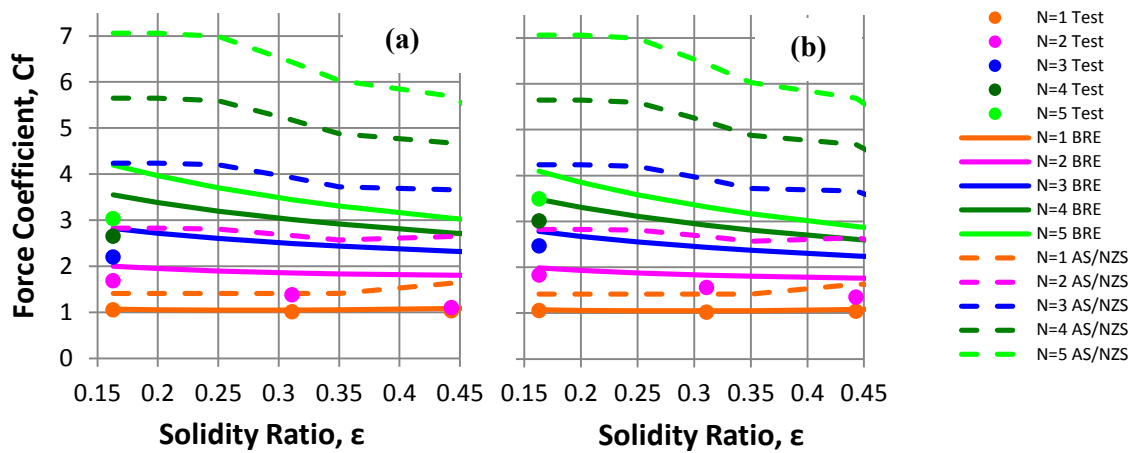 (a)
(b)
Force Coefficient, Cf
7
6
5
4
3
2
1
0
0.15 0.2 0.25 0.3 0.35 0.4 0.45
0.15 0.2 0.25 0.3 0.35 0.4 0.45
Solidity Ratio, ε
Solidity Ratio, ε
N=1 Test
N=2 Test
N=3 Test
N=4 Test
N=5 Test
N=1 BRE
N=2 BRE
N=3 BRE
N=4 BRE
N=5 BRE
N=1 AS/NZS
N=2 AS/NZS
N=3 AS/NZS
N=4 AS/NZS
N=5 AS/NZS